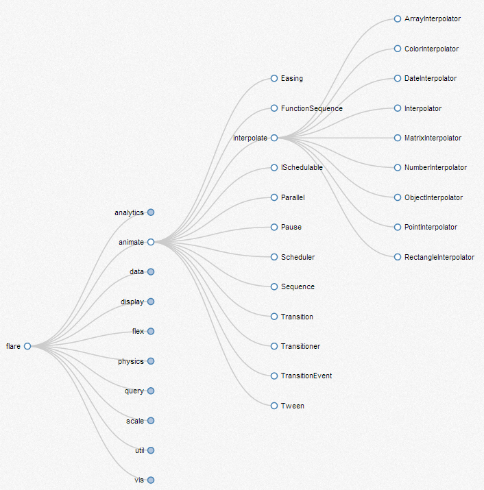 flare
analytics
animate
data
display
flex
physics
query
scale
util
vis
Easing
FunctionSequence
interpolate
ISchedulable
Parallel
Pause
Scheduler
Sequence
Transition
Transitioner
TransitionEvent
Tween
ArrayInterpolator
ColorInterpolator
DateInterpolator
Interpolator
MatrixInterpolator
NumberInterpolator
ObjectInterpolator
PointInterpolator
RectangleInterpolator